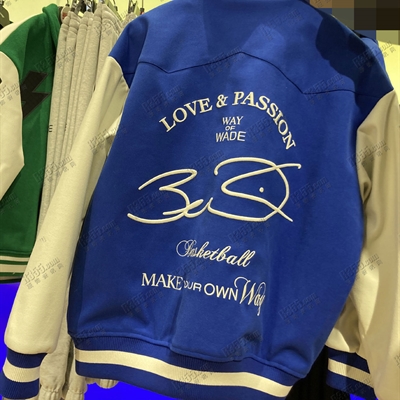 LOVE & PASSION
WAY
OF
WADE
Basketball
MAKE YOUR OWN Way